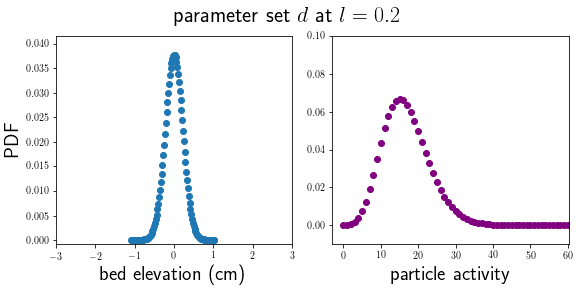 parameter set d at l = 0.2
PDF
0.040
0.035
0.030
0.025
0.020
0.015
0.010
0.005
0.000
−3 −2 −1 0 1 2 3
bed elevation (cm)
0.10
0.08
0.06
0.04
0.02
0.00
0 10 20 30 40 50 60
particle activity